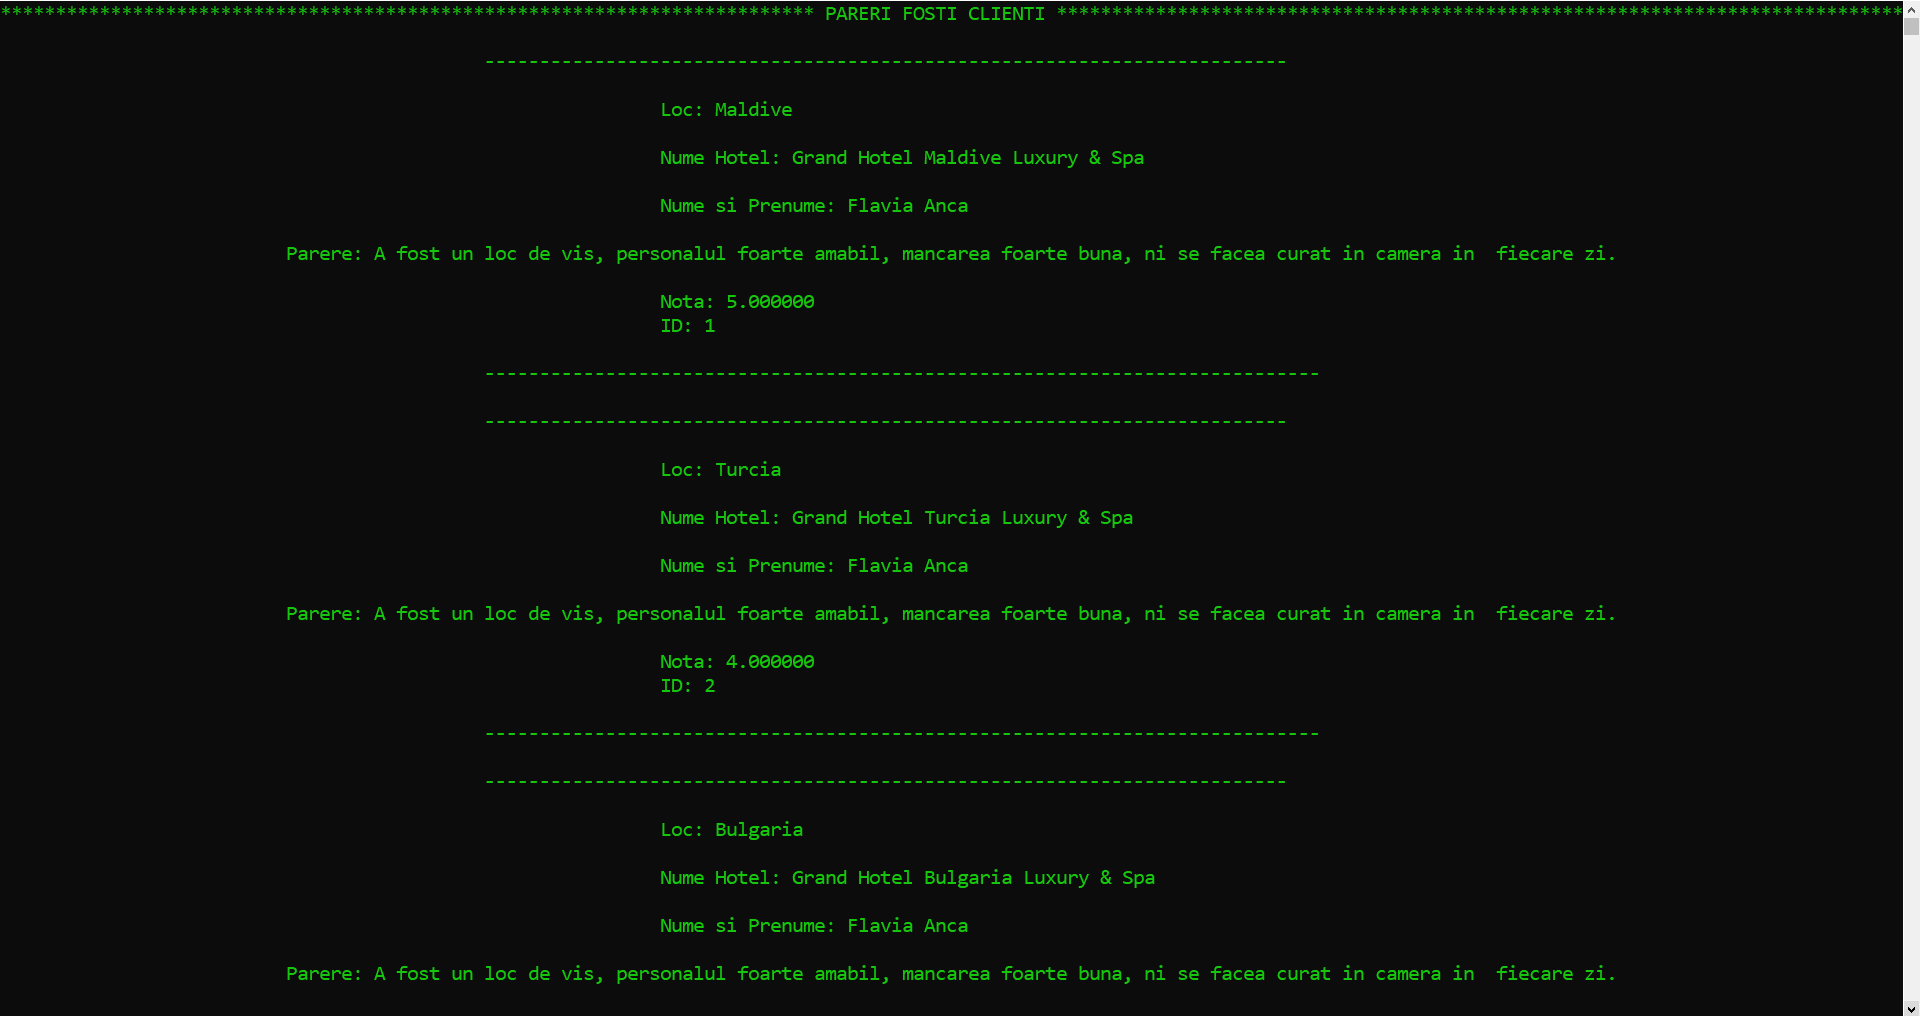 ************************************************************************** PARERI FOSTI CLIENTI *****************************************************************************
-------------------------------------------------------------------------
Loc: Maldive
Nume Hotel: Grand Hotel Maldive Luxury & Spa
Nume si Prenume: Flavia Anca
Parere: A fost un loc de vis, personalul foarte amabil, mancarea foarte buna, ni se facea curat in camera in  fiecare zi.
Nota: 5.000000
ID: 1
----------------------------------------------------------------------------
-------------------------------------------------------------------------
Loc: Turcia
Nume Hotel: Grand Hotel Turcia Luxury & Spa
Nume si Prenume: Flavia Anca
Parere: A fost un loc de vis, personalul foarte amabil, mancarea foarte buna, ni se facea curat in camera in  fiecare zi.
Nota: 4.000000
ID: 2
----------------------------------------------------------------------------
-------------------------------------------------------------------------
Loc: Bulgaria
Nume Hotel: Grand Hotel Bulgaria Luxury & Spa
Nume si Prenume: Flavia Anca
Parere: A fost un loc de vis, personalul foarte amabil, mancarea foarte buna, ni se facea curat in camera in  fiecare zi.